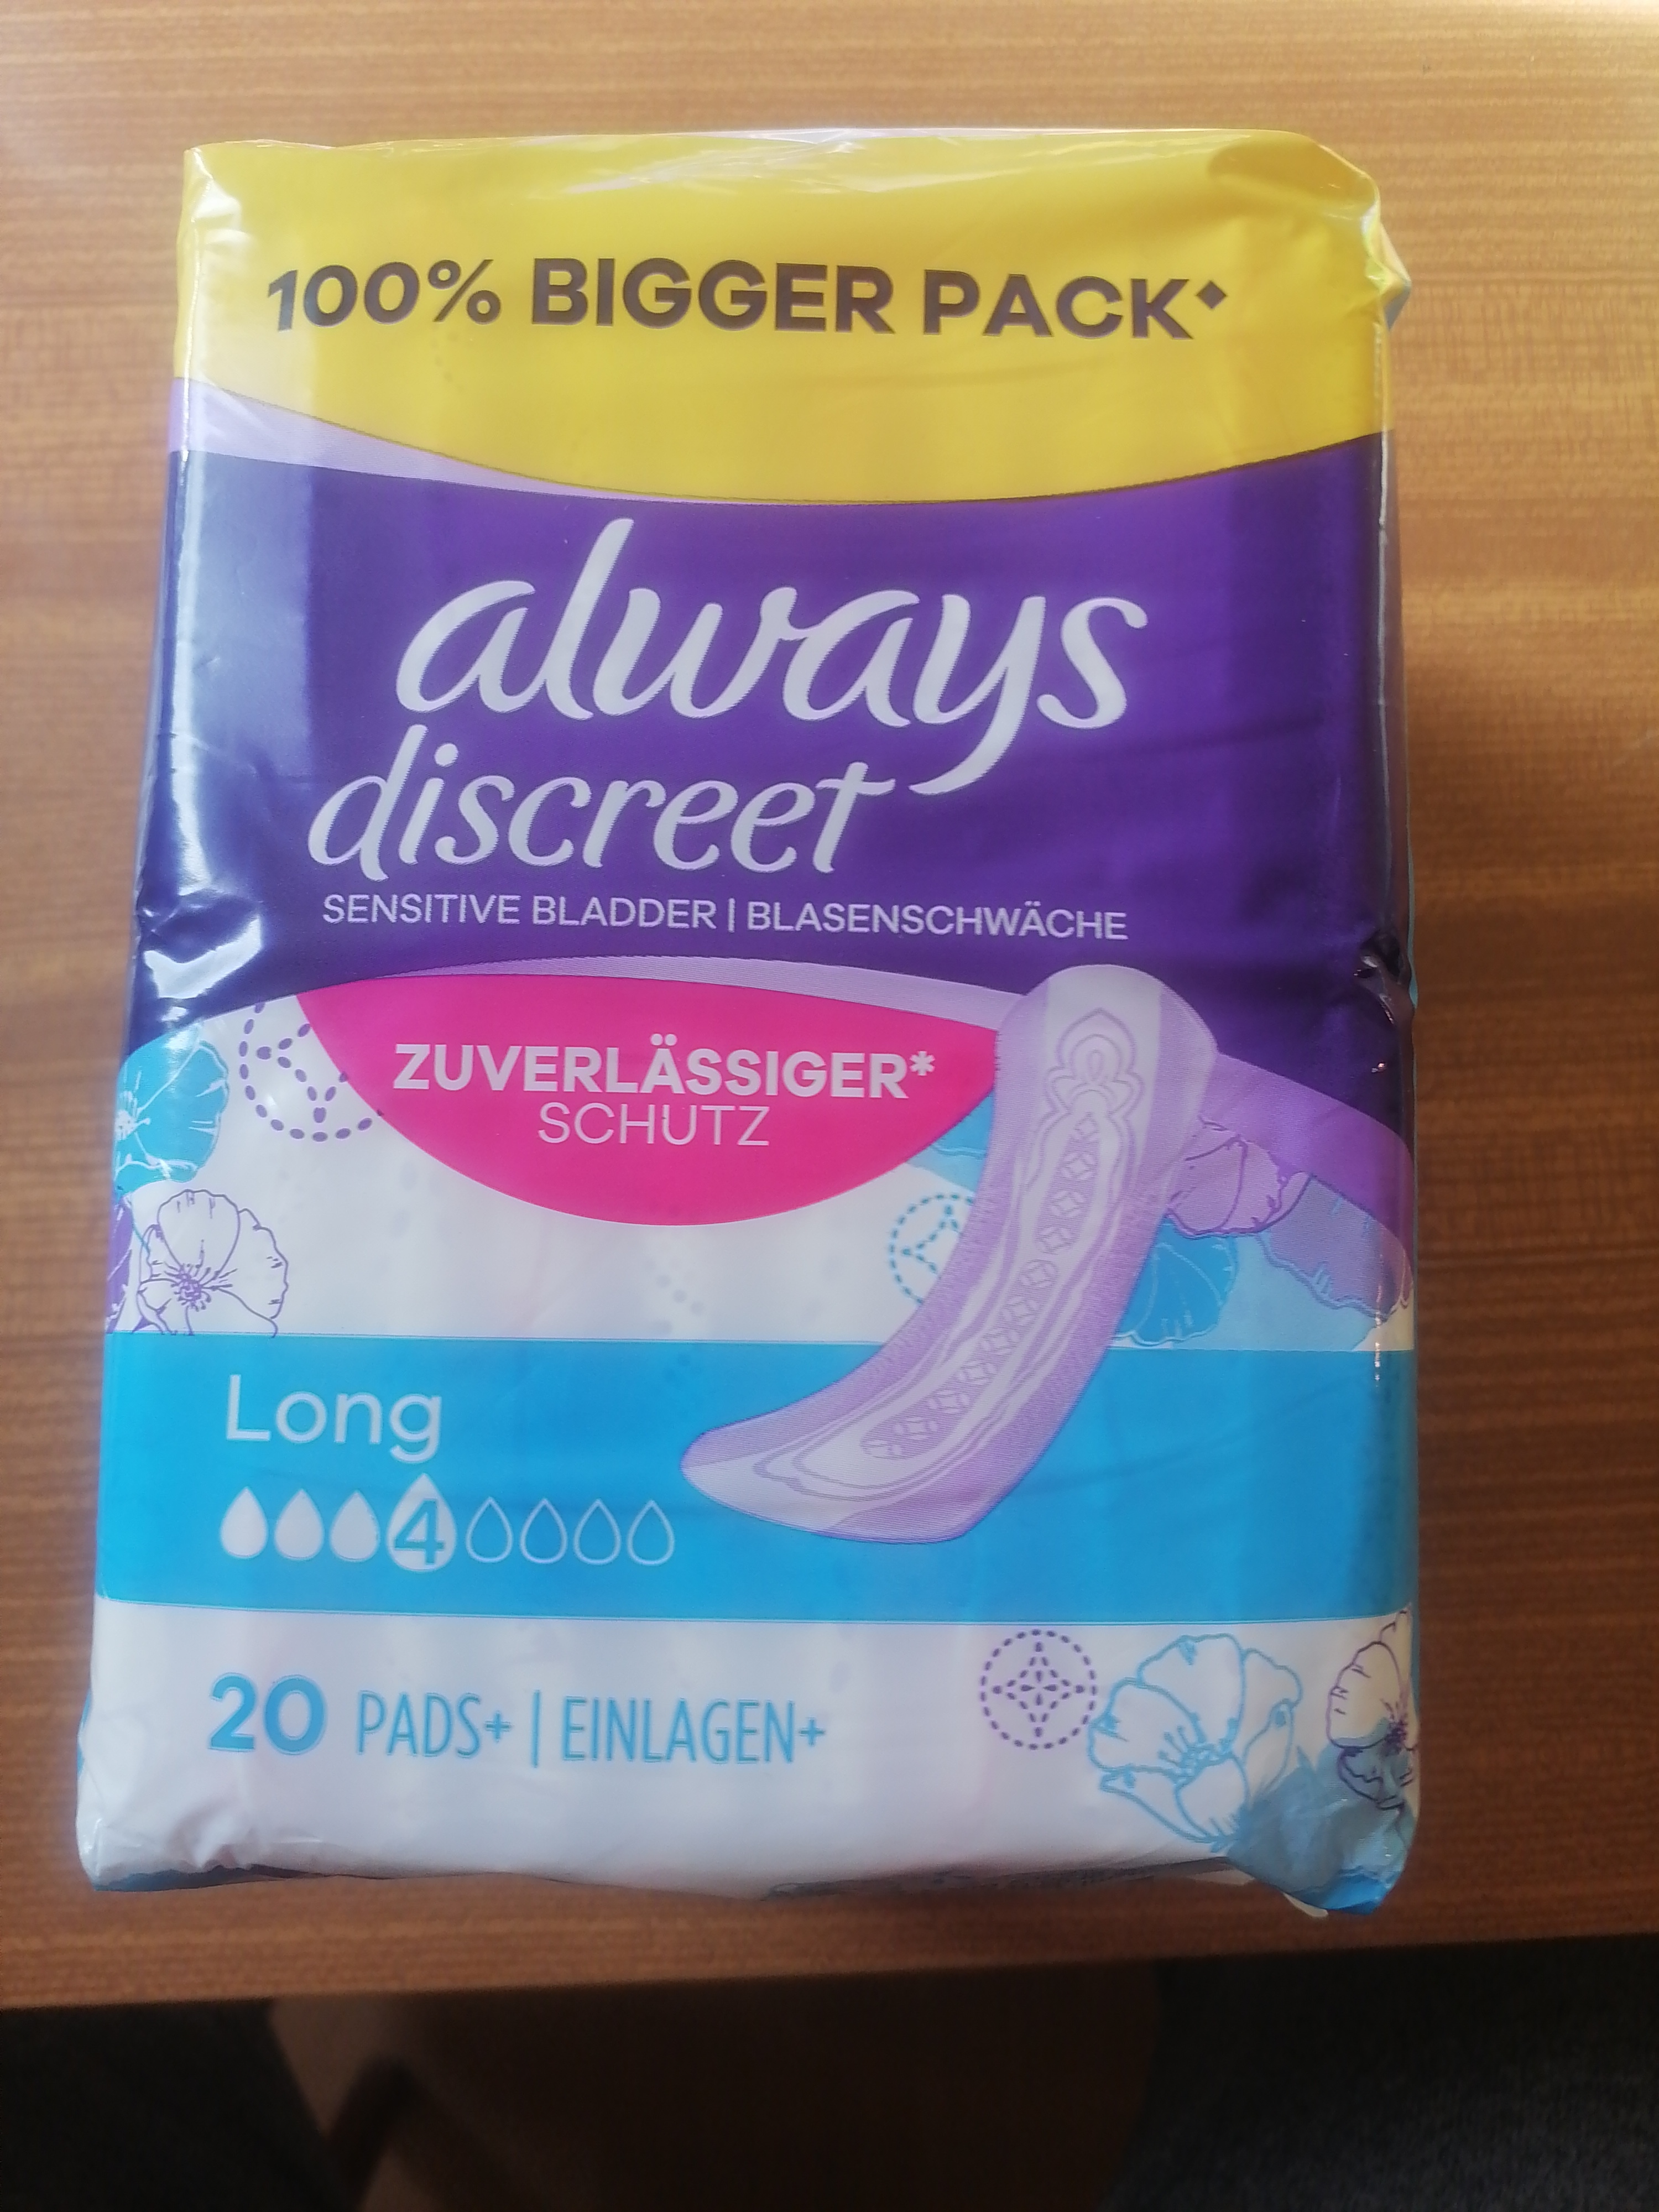 100% BIGGER PACK◆
always
discreet
SENSITIVE BLADDER | BLASENSCHWÄCHE
ZUVERLÄSSIGER*
SCHUTZ
Long
4
20 PADS+ | EINLAGEN+